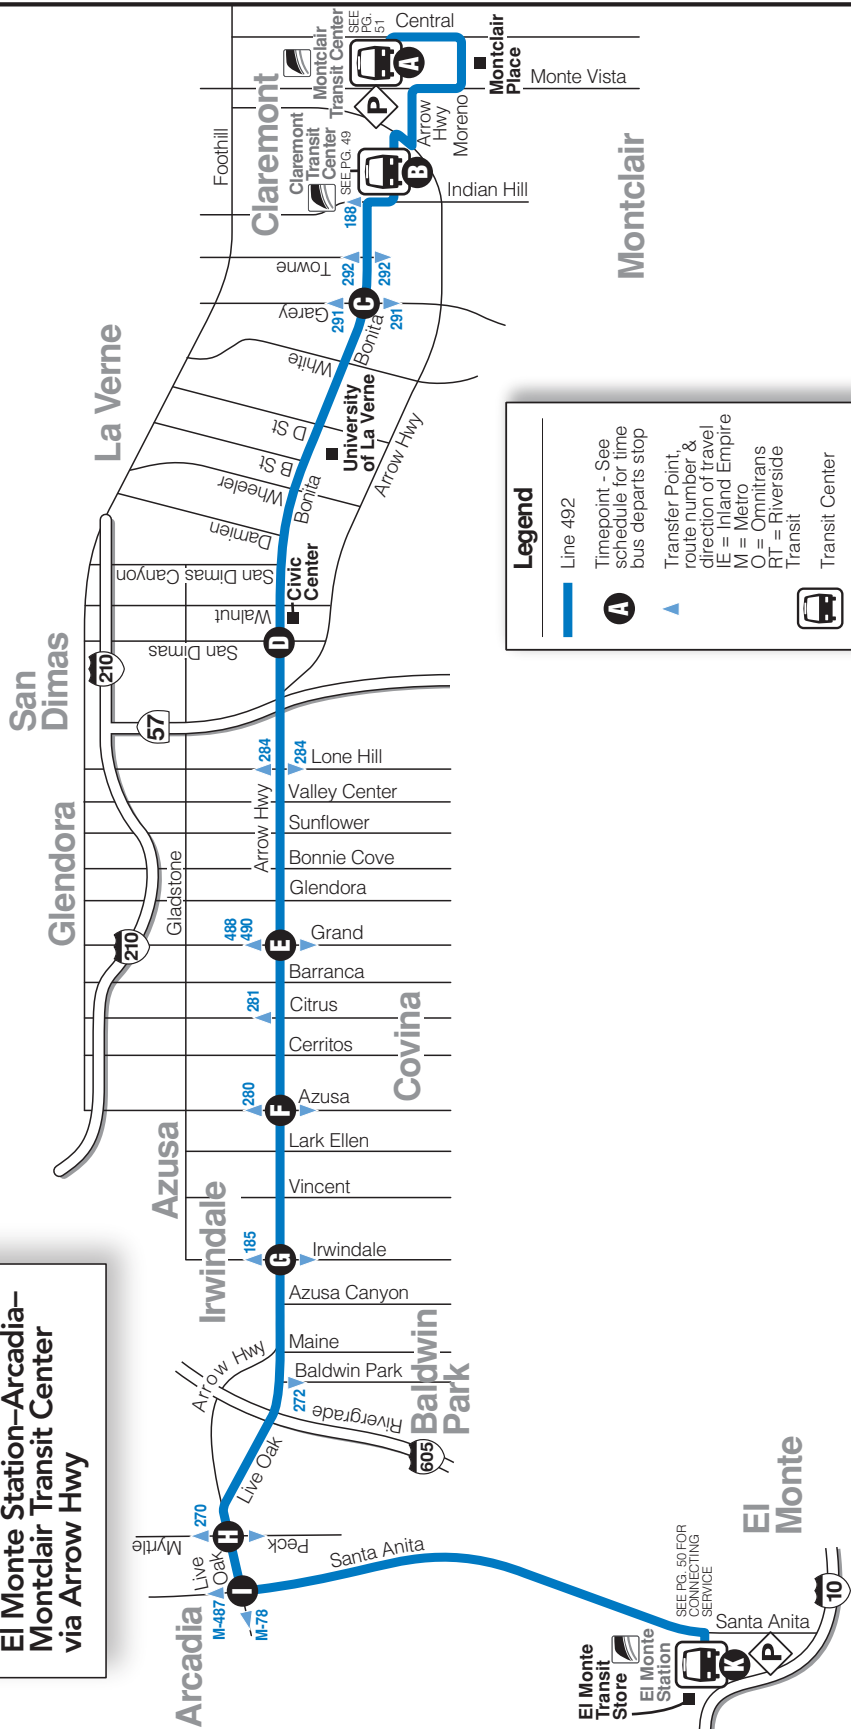 El Monte Station–Arcadia–
Montclair Transit Center
via Arrow Hwy
Arcadia
M-487
M-78
I
Live
Oak
Myrtle
270
H
Peck
Santa Anita
El
Monte
SEE PG. 50 FOR
CONNECTING
SERVICE
Santa Anita
10
El Monte
Transit
Store
El Monte
Station
K
P
Live Oak
Arrow Hwy
Rivergrade
605
272
Baldwin Park
Baldwin
Park
Maine
Azusa Canyon
Irwindale
185
G
Irwindale
Vincent
Lark Ellen
Azusa
280
F
Azusa
Cerritos
Covina
281
Citrus
Barranca
488
490
E
Grand
Gladstone
210
Glendora
Glendora
Bonnie Cove
Sunflower
Valley Center
Arrow Hwy
284
284
Lone Hill
57
San
Dimas
210
San Dimas
D
Walnut
Civic
Center
San Dimas Canyon
Damien
Wheeler
Bonita
B St
D St
University
of La Verne
Arrow Hwy
La Verne
White
Bonita
Garey
291
C
291
Towne
292
292
Foothill
Claremont
188
Indian Hill
Claremont
Transit
Center
SEE PG. 49
B
P
Arrow
Hwy
Moreno
Montclair
Transit Center
SEE
PG.
51
A
Central
Monte Vista
Montclair
Place
Montclair
Legend
Line 492
A
Timepoint - See
schedule for time
bus departs stop
Transfer Point,
route number &
direction of travel
IE = Inland Empire
M = Metro
O = Omnitrans
RT = Riverside
Transit
Transit Center